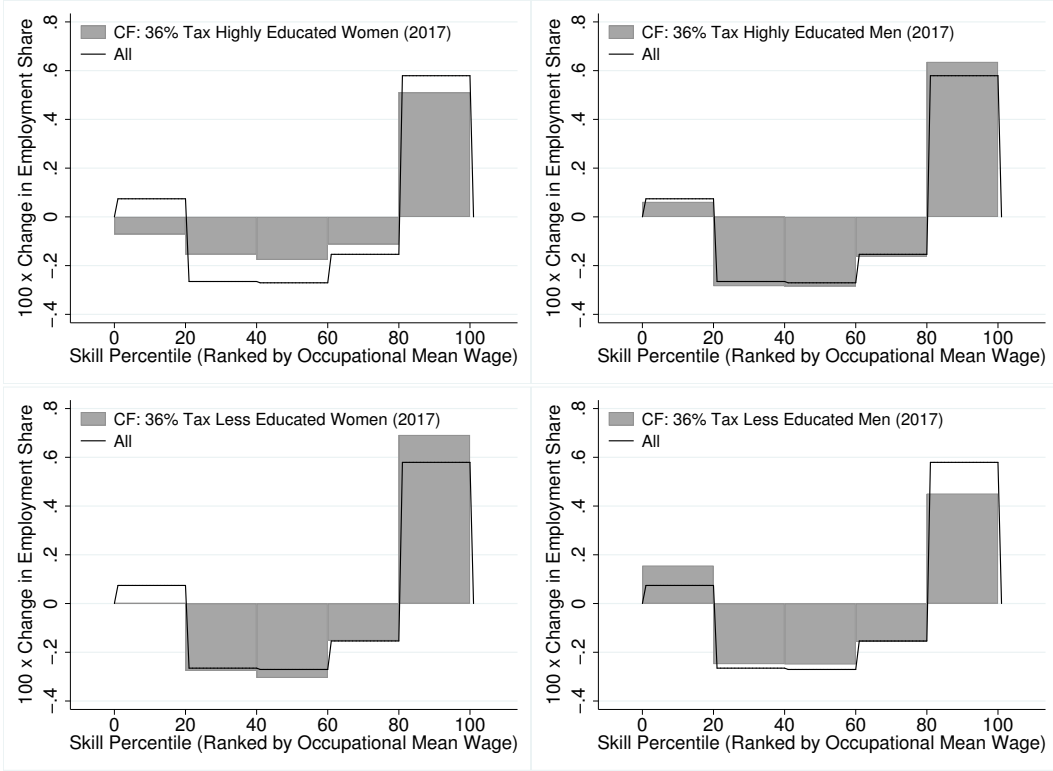 100 x Change in Employment Share
.8
.6
.4
.2
0
−.2
−.4
CF: 36% Tax Highly Educated Women (2017)
All
0 20 40 60 80 100
Skill Percentile (Ranked by Occupational Mean Wage)
100 x Change in Employment Share
.8
.6
.4
.2
0
−.2
−.4
CF: 36% Tax Highly Educated Men (2017)
All
0 20 40 60 80 100
Skill Percentile (Ranked by Occupational Mean Wage)
100 x Change in Employment Share
.8
.6
.4
.2
0
−.2
−.4
CF: 36% Tax Less Educated Women (2017)
All
0 20 40 60 80 100
Skill Percentile (Ranked by Occupational Mean Wage)
100 x Change in Employment Share
.8
.6
.4
.2
0
−.2
−.4
CF: 36% Tax Less Educated Men (2017)
All
0 20 40 60 80 100
Skill Percentile (Ranked by Occupational Mean Wage)